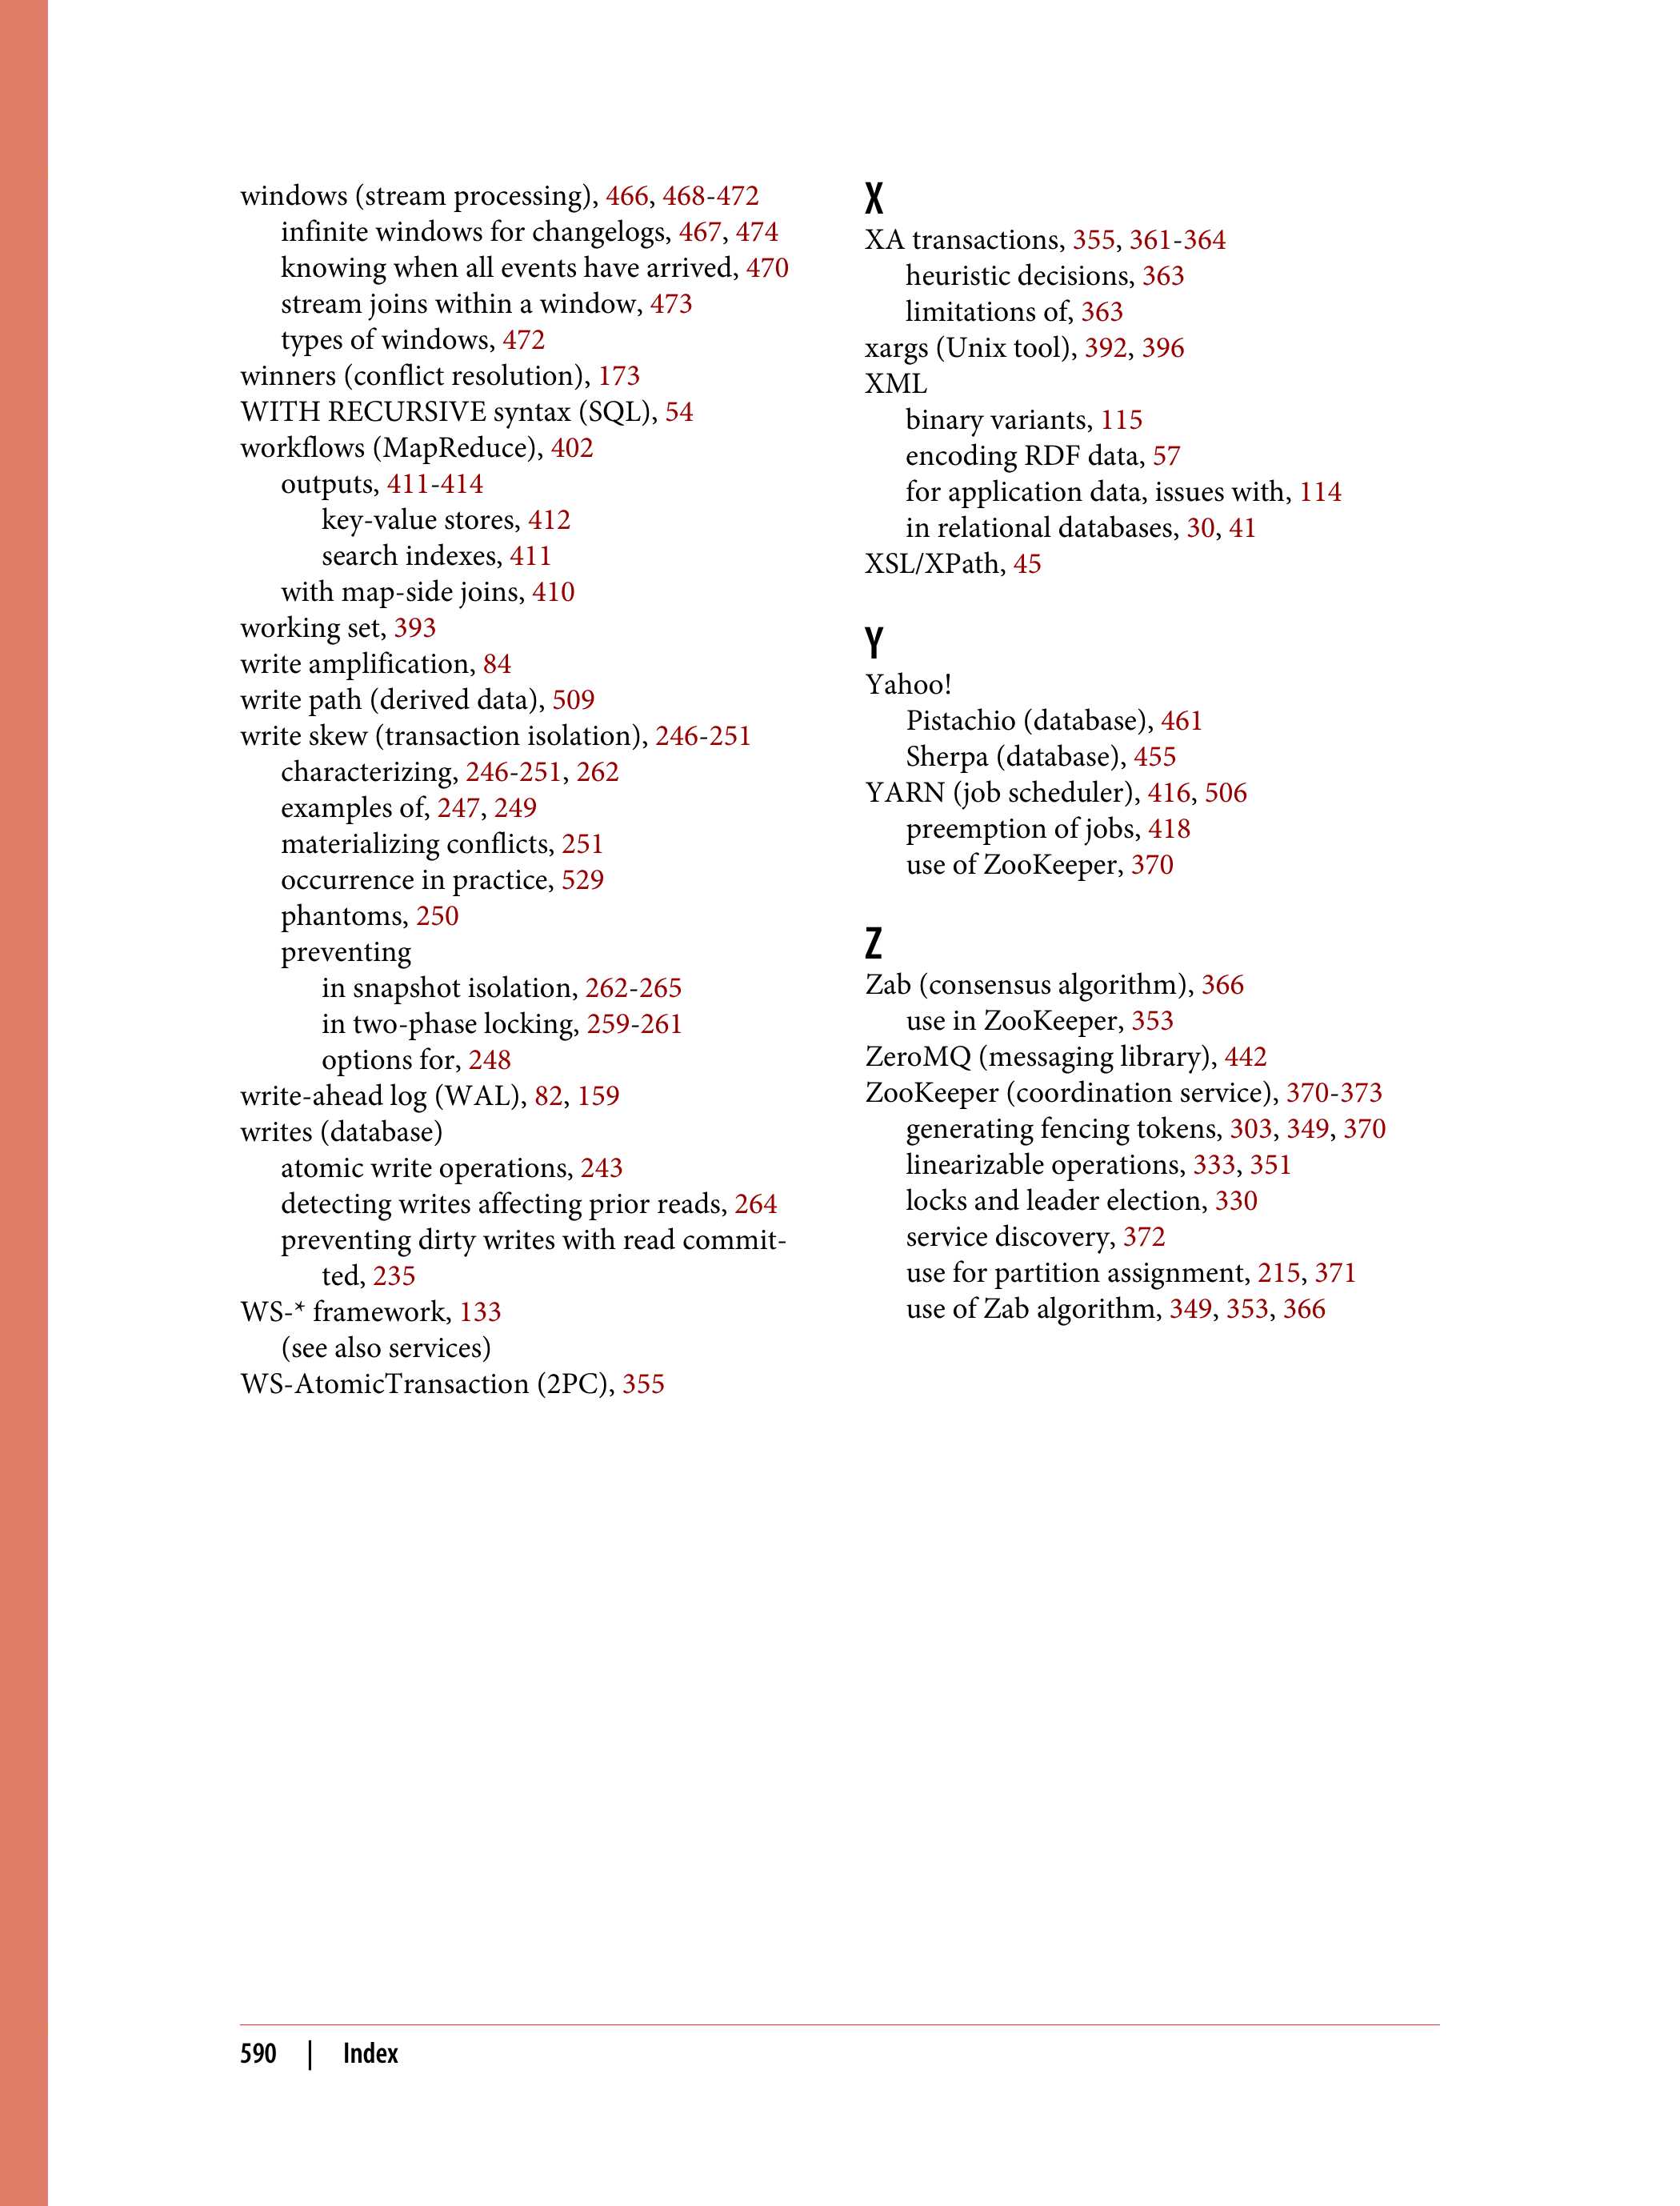 windows (stream processing), 466, 468-472
infinite windows for changelogs, 467, 474
knowing when all events have arrived, 470
stream joins within a window, 473
types of windows, 472
winners (conflict resolution), 173
WITH RECURSIVE syntax (SQL), 54
workflows (MapReduce), 402
outputs, 411-414
key-value stores, 412
search indexes, 411
with map-side joins, 410
working set, 393
write amplification, 84
write path (derived data), 509
write skew (transaction isolation), 246-251
characterizing, 246-251, 262
examples of, 247, 249
materializing conflicts, 251
occurrence in practice, 529
phantoms, 250
preventing
in snapshot isolation, 262-265
in two-phase locking, 259-261
options for, 248
write-ahead log (WAL), 82, 159
writes (database)
atomic write operations, 243
detecting writes affecting prior reads, 264
preventing dirty writes with read commit-
ted, 235
WS-* framework, 133
(see also services)
WS-AtomicTransaction (2PC), 355
X
XA transactions, 355, 361-364
heuristic decisions, 363
limitations of, 363
xargs (Unix tool), 392, 396
XML
binary variants, 115
encoding RDF data, 57
for application data, issues with, 114
in relational databases, 30, 41
XSL/XPath, 45
Y
Yahoo!
Pistachio (database), 461
Sherpa (database), 455
YARN (job scheduler), 416, 506
preemption of jobs, 418
use of ZooKeeper, 370
Z
Zab (consensus algorithm), 366
use in ZooKeeper, 353
ZeroMQ (messaging library), 442
ZooKeeper (coordination service), 370-373
generating fencing tokens, 303, 349, 370
linearizable operations, 333, 351
locks and leader election, 330
service discovery, 372
use for partition assignment, 215, 371
use of Zab algorithm, 349, 353, 366
590 | Index